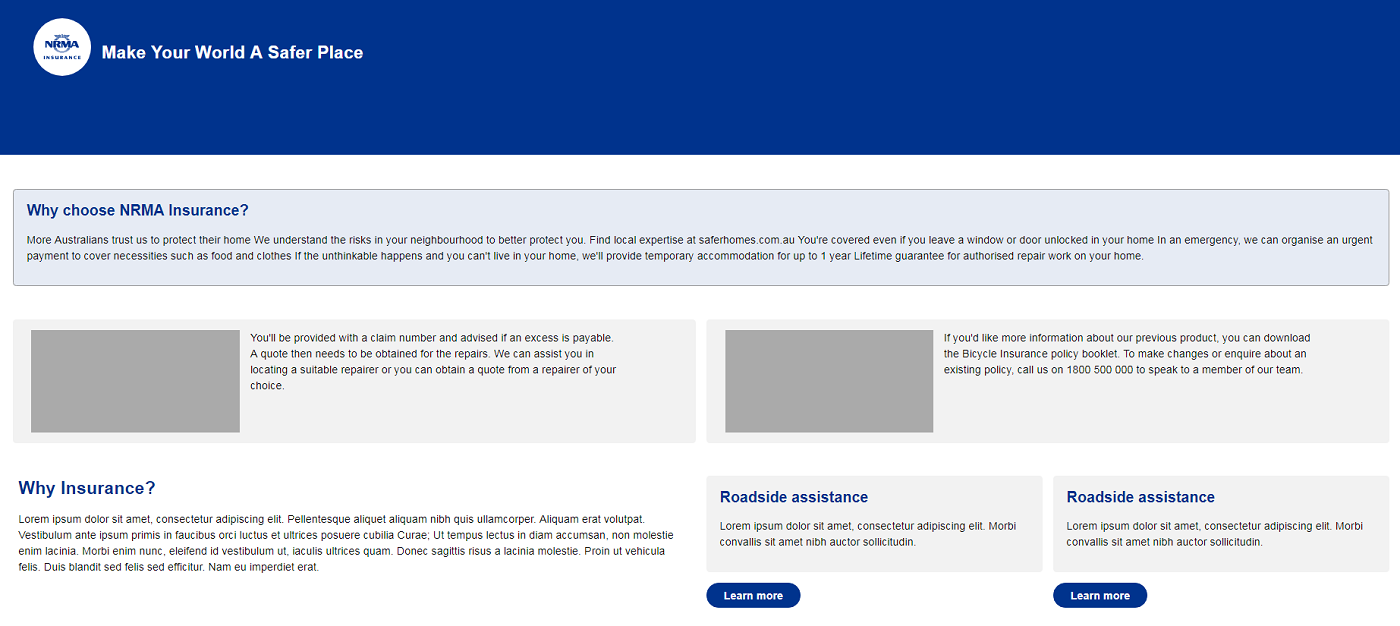 NRMA
INSURANCE
Make Your World A Safer Place
Why choose NRMA Insurance?
More Australians trust us to protect their home We understand the risks in your neighbourhood to better protect you. Find local expertise at saferhomes.com.au You're covered even if you leave a window or door unlocked in your home In an emergency, we can organise an urgent
payment to cover necessities such as food and clothes If the unthinkable happens and you can't live in your home, we'll provide temporary accommodation for up to 1 year Lifetime guarantee for authorised repair work on your home.
You'll be provided with a claim number and advised if an excess is payable.
A quote then needs to be obtained for the repairs. We can assist you in
locating a suitable repairer or you can obtain a quote from a repairer of your
choice.
If you'd like more information about our previous product, you can download
the Bicycle Insurance policy booklet. To make changes or enquire about an
existing policy, call us on 1800 500 000 to speak to a member of our team.
Why Insurance?
Lorem ipsum dolor sit amet, consectetur adipiscing elit. Pellentesque aliquet aliquam nibh quis ullamcorper. Aliquam erat volutpat.
Vestibulum ante ipsum primis in faucibus orci luctus et ultrices posuere cubilia Curae; Ut tempus lectus in diam accumsan, non molestie
enim lacinia. Morbi enim nunc, eleifend id vestibulum ut, iaculis ultrices quam. Donec sagittis risus a lacinia molestie. Proin ut vehicula
felis. Duis blandit sed felis sed efficitur. Nam eu imperdiet erat.
Roadside assistance
Lorem ipsum dolor sit amet, consectetur adipiscing elit. Morbi
convallis sit amet nibh auctor sollicitudin.
Learn more
Roadside assistance
Lorem ipsum dolor sit amet, consectetur adipiscing elit. Morbi
convallis sit amet nibh auctor sollicitudin.
Learn more